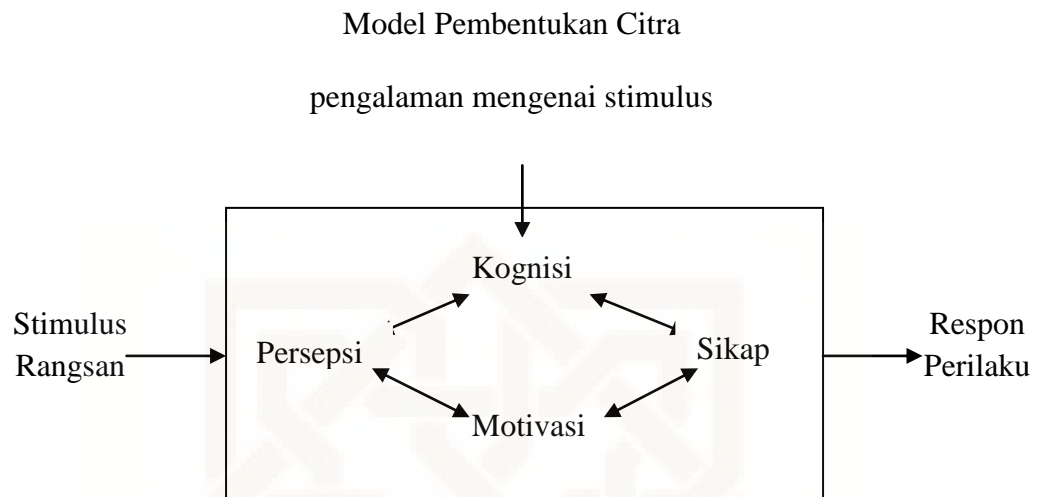 Model Pembentukan Citra
pengalaman mengenai stimulus
Kognisi
Stimulus
Rangsan
Persepsi
Sikap
Motivasi
Respon
Perilaku